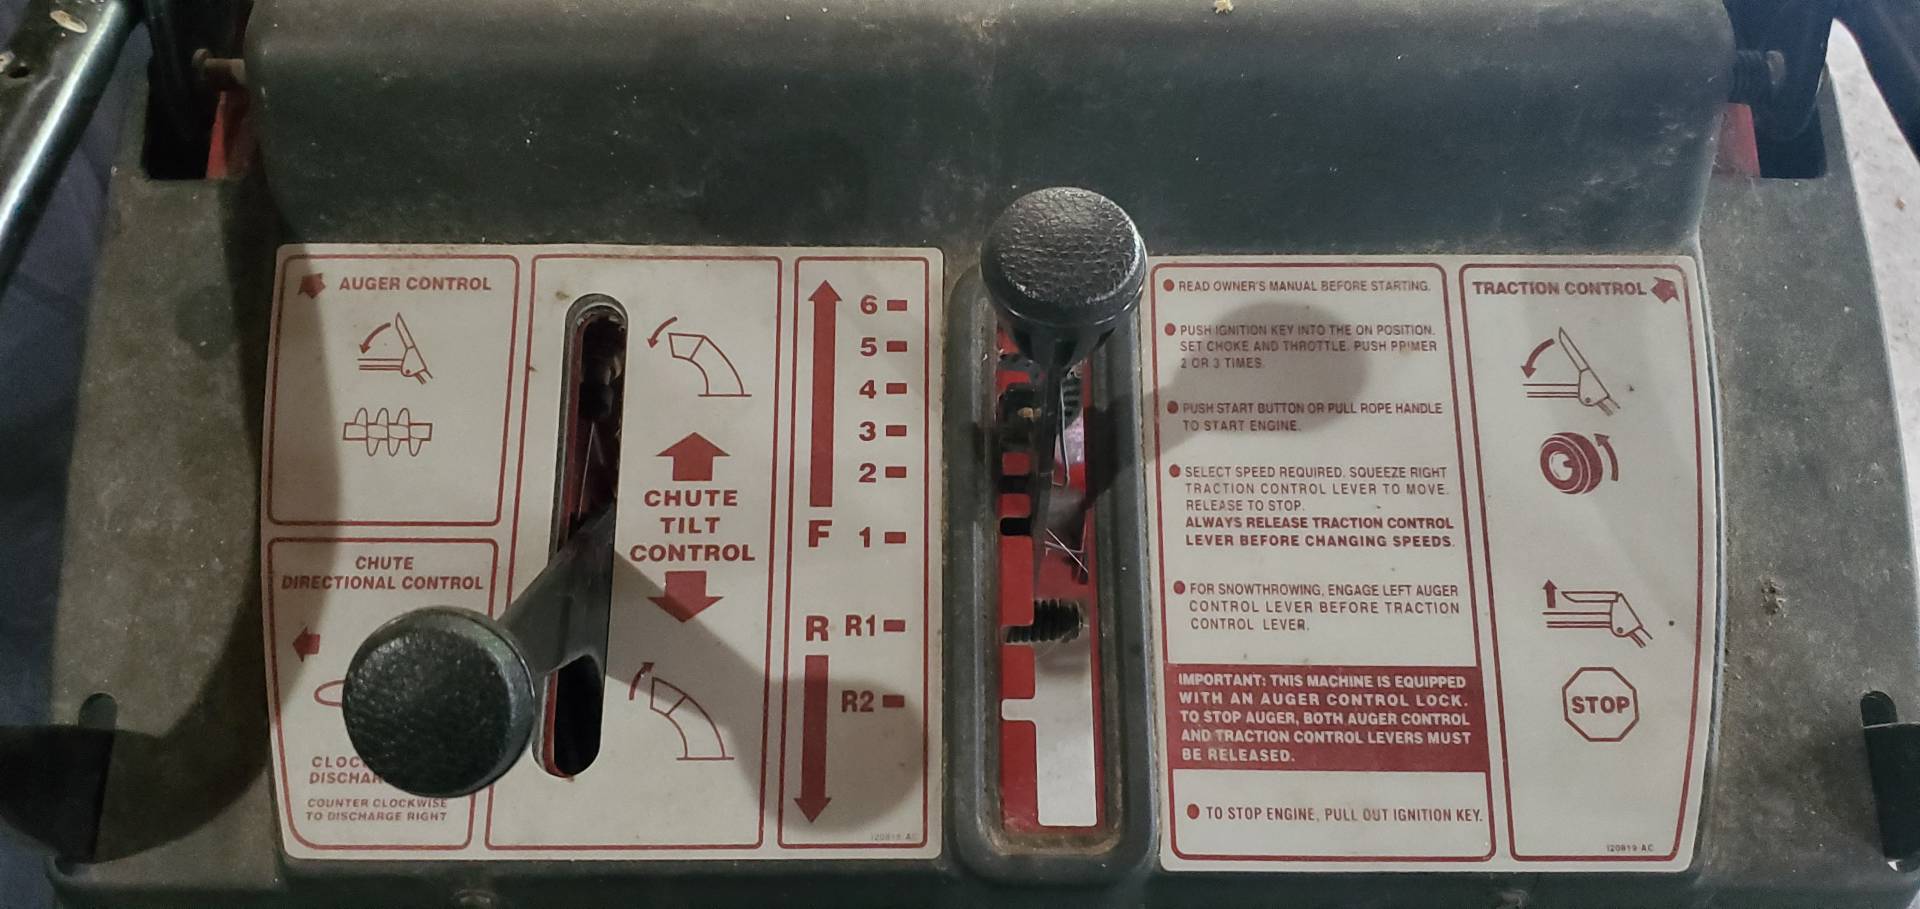 AUGER CONTROL
CHUTE
DIRECTIONAL CONTROL
COUNTER CLOCKWISE
TO DISCHARGE RIGHT
CHUTE
TILT
CONTROL
6
5
4
3
2
F 1
R R1
R2
READ OWNER'S MANUAL BEFORE STARTING.
PUSH IGNITION KEY INTO THE ON POSITION.
SET CHOKE AND THROTTLE. PUSH PRIMER
2 OR 3 TIMES.
PUSH START BUTTON OR PULL ROPE HANDLE
TO START ENGINE.
SELECT SPEED REQUIRED. SQUEEZE RIGHT
TRACTION CONTROL LEVER TO MOVE.
RELEASE TO STOP.
ALWAYS RELEASE TRACTION CONTROL
LEVER BEFORE CHANGING SPEEDS.
FOR SNOWTHROWING, ENGAGE LEFT AUGER
CONTROL LEVER BEFORE TRACTION
CONTROL LEVER.
IMPORTANT: THIS MACHINE IS EQUIPPED
WITH AN AUGER CONTROL LOCK.
TO STOP AUGER, BOTH AUGER CONTROL
AND TRACTION CONTROL LEVERS MUST
BE RELEASED.
TO STOP ENGINE, PULL OUT IGNITION KEY.
TRACTION CONTROL
STOP
120819 AC